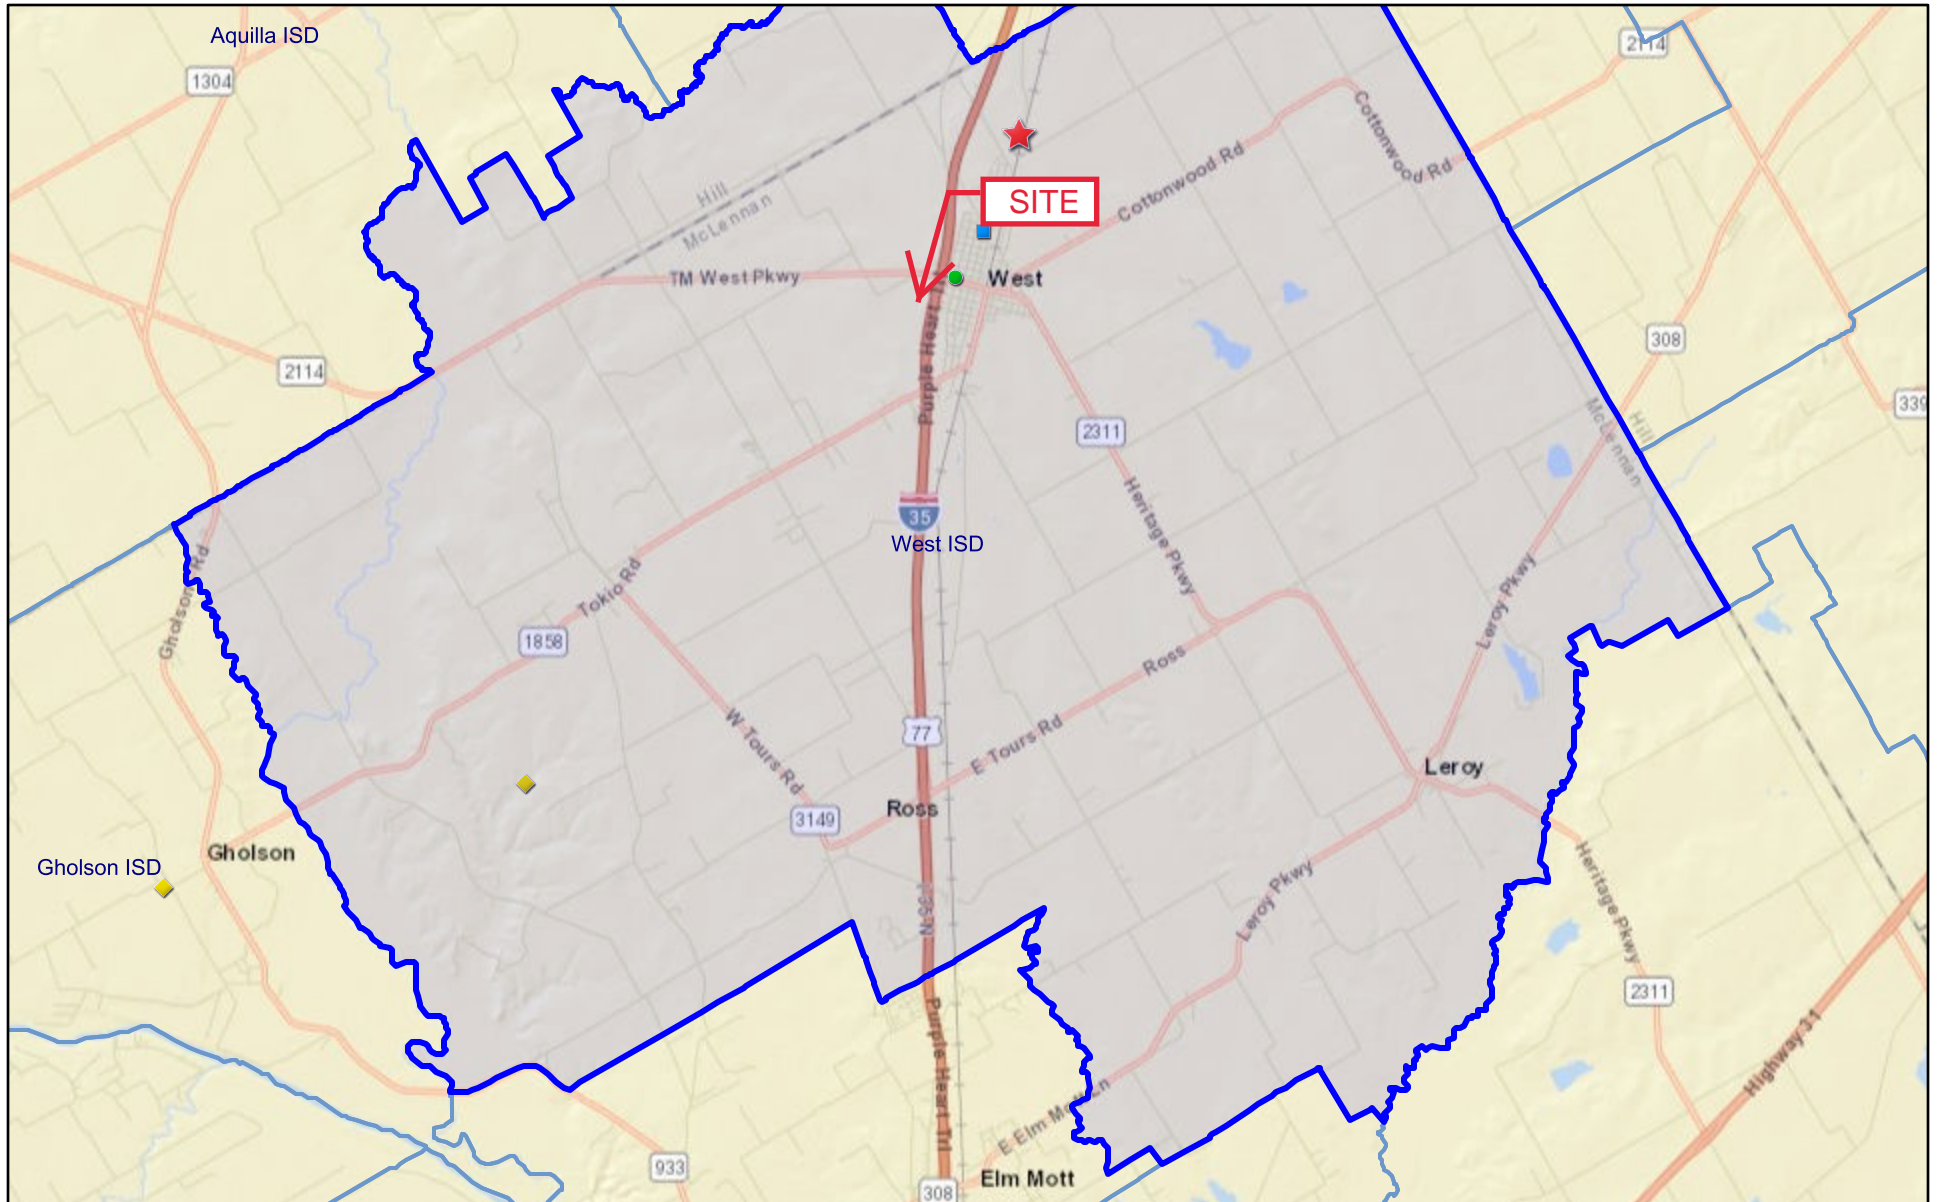 Aquilla ISD
2114
1304
Cottonwood Rd
Cottonwood Rd
Hill
McLennan
SITE
TM West Pkwy
West
Purple Heart
308
2114
339
2311
McLennan
Hill
35
West ISD
Heritage Pkwy
Gholson Rd
Tokio Rd
1858
Leroy Pkwy
Ross
W Tours Rd
77
E Tours Rd
Leroy
Ross
3149
Gholson
Gholson ISD
Leroy Pkwy
Heritage Pkwy
I-35 N
2311
Purple Heart Trl
Highway 31
E Elm Mott Ln
933
Elm Mott
308